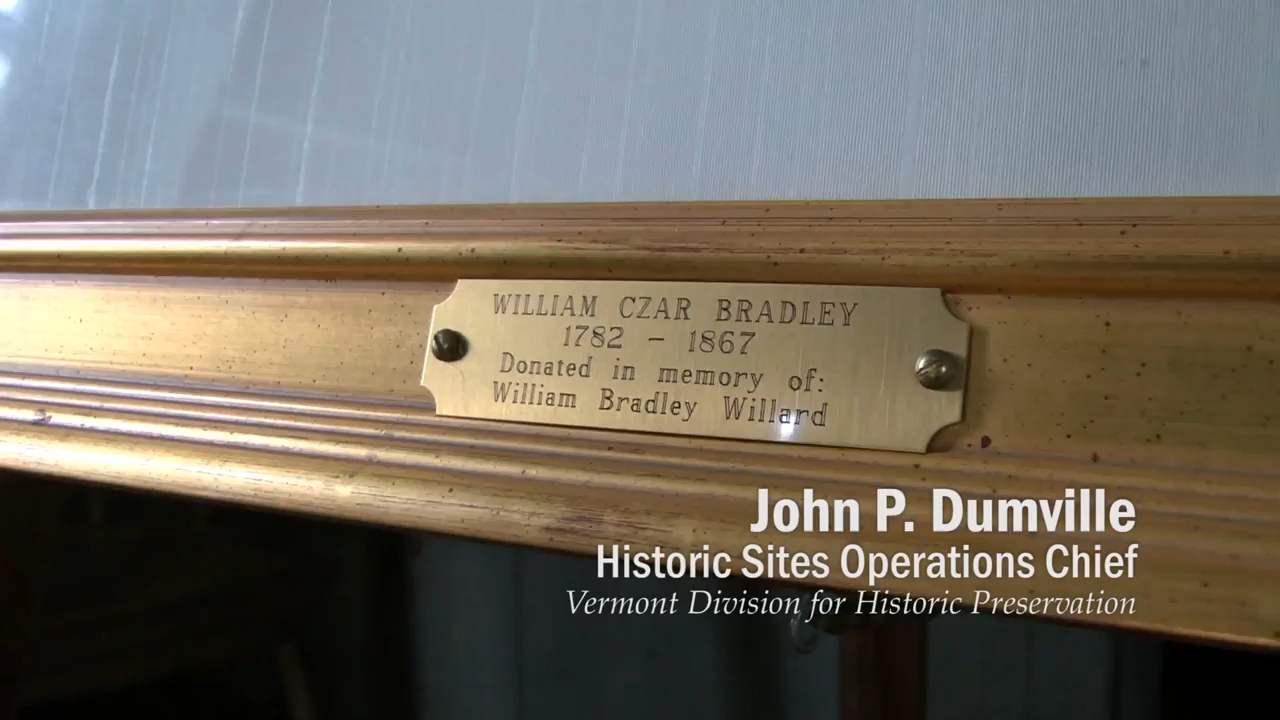 WILLIAM CZAR BRADLEY
1782 - 1867
Donated in memory of:
William Bradley Willard
John P. Dumville
Historic Sites Operations Chief
Vermont Division for Historic Preservation